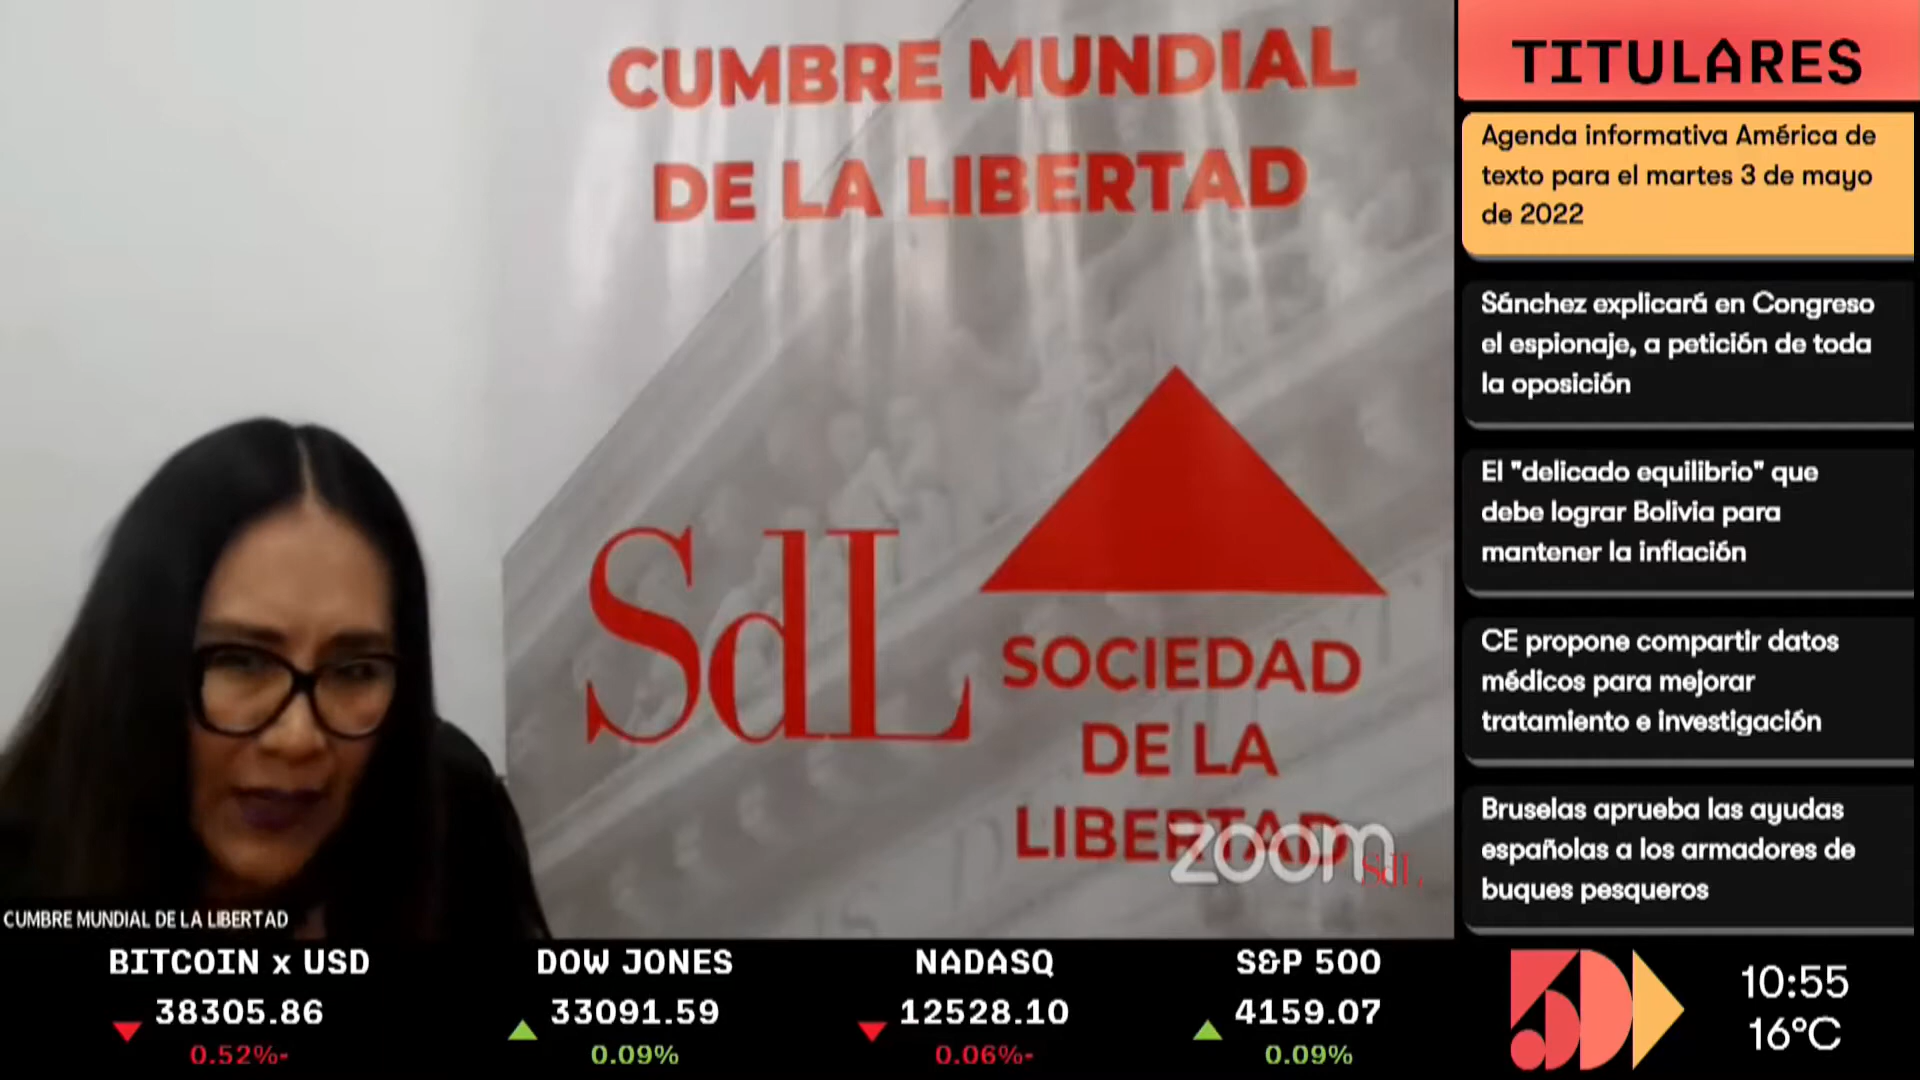 CUMBRE MUNDIAL
DE LA LIBERTAD
SdL
SOCIEDAD
DE LA
LIBERTAD
zoom
SdL
CUMBRE MUNDIAL DE LA LIBERTAD
TITULARES
Agenda informativa América de
texto para el martes 3 de mayo
de 2022
Sánchez explicará en Congreso
el espionaje, a petición de toda
la oposición
El "delicado equilibrio" que
debe lograr Bolivia para
mantener la inflación
CE propone compartir datos
médicos para mejorar
tratamiento e investigación
Bruselas aprueba las ayudas
españolas a los armadores de
buques pesqueros
BITCOIN x USD
38305.86
0.52%-
DOW JONES
33091.59
0.09%
NADASQ
12528.10
0.06%-
S&P 500
4159.07
0.09%
10:55
16°C